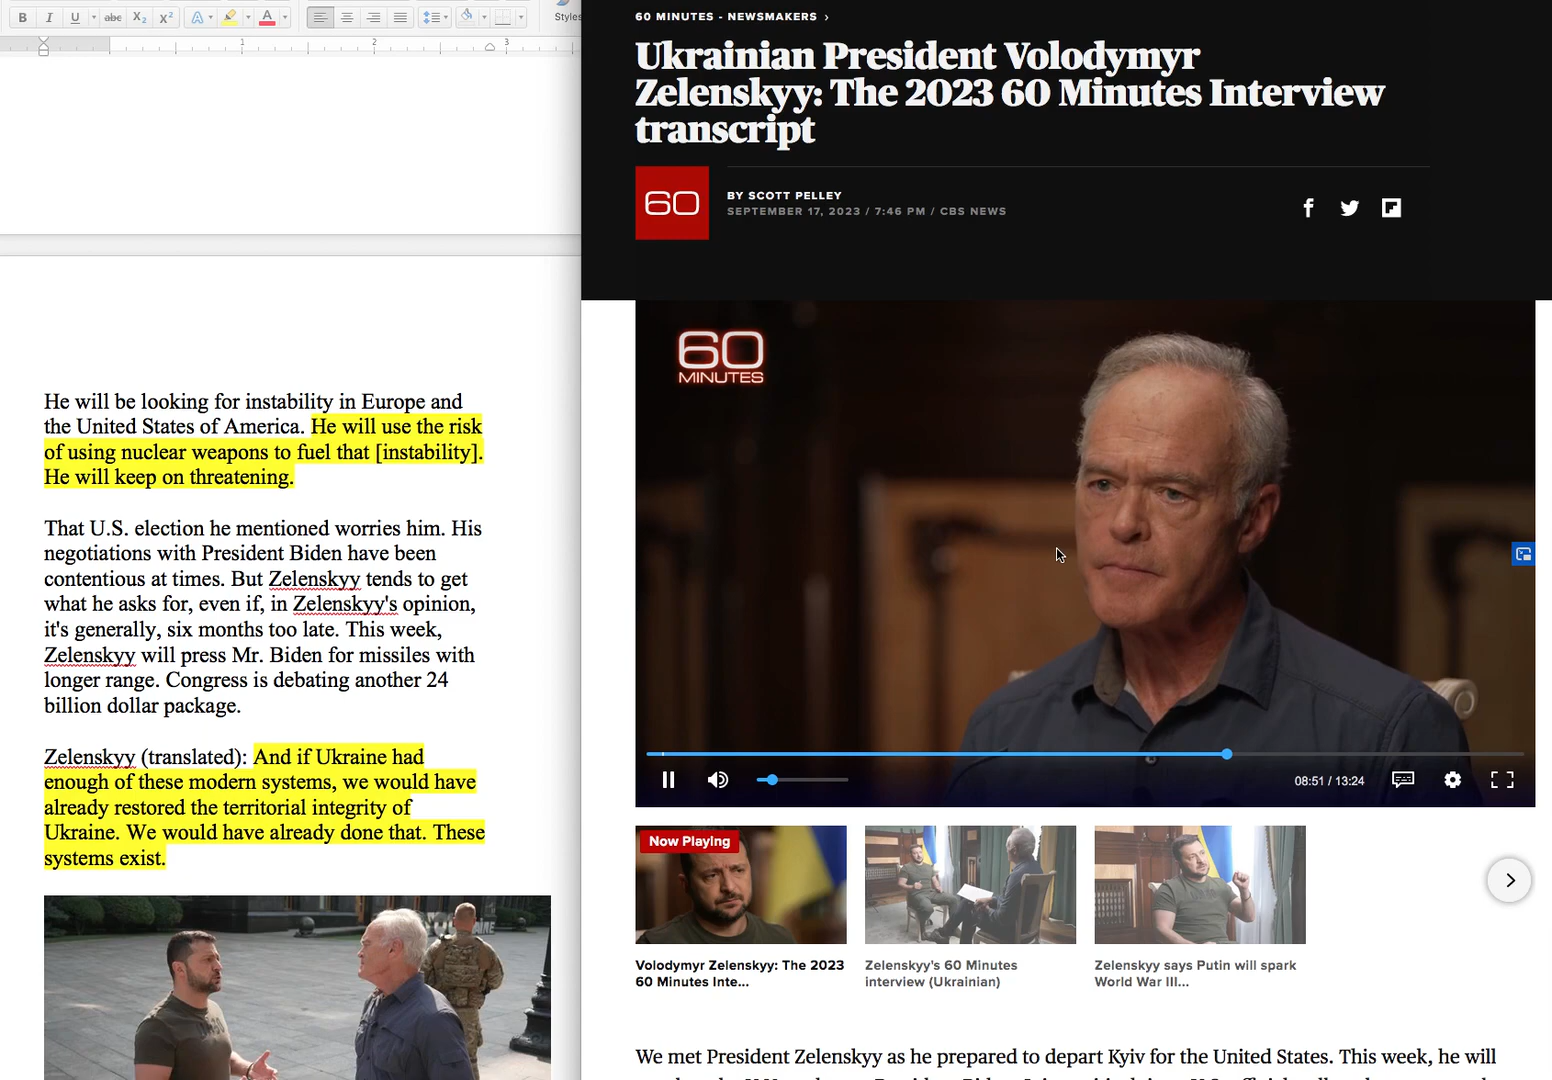 B I U abc X₂ X² A A
Styles
1 2 3
He will be looking for instability in Europe and
the United States of America. He will use the risk
of using nuclear weapons to fuel that [instability].
He will keep on threatening.
That U.S. election he mentioned worries him. His
negotiations with President Biden have been
contentious at times. But Zelenskyy tends to get
what he asks for, even if, in Zelenskyy's opinion,
it's generally, six months too late. This week,
Zelenskyy will press Mr. Biden for missiles with
longer range. Congress is debating another 24
billion dollar package.
Zelenskyy (translated): And if Ukraine had
enough of these modern systems, we would have
already restored the territorial integrity of
Ukraine. We would have already done that. These
systems exist.
60 MINUTES - NEWSMAKERS ›
Ukrainian President Volodymyr
Zelenskyy: The 2023 60 Minutes Interview
transcript
60
BY SCOTT PELLEY
SEPTEMBER 17, 2023 / 7:46 PM / CBS NEWS
60
MINUTES
08:51 / 13:24
Now Playing
Volodymyr Zelenskyy: The 2023
60 Minutes Inte...
Zelenskyy's 60 Minutes
interview (Ukrainian)
Zelenskyy says Putin will spark
World War III...
We met President Zelenskyy as he prepared to depart Kyiv for the United States. This week, he will